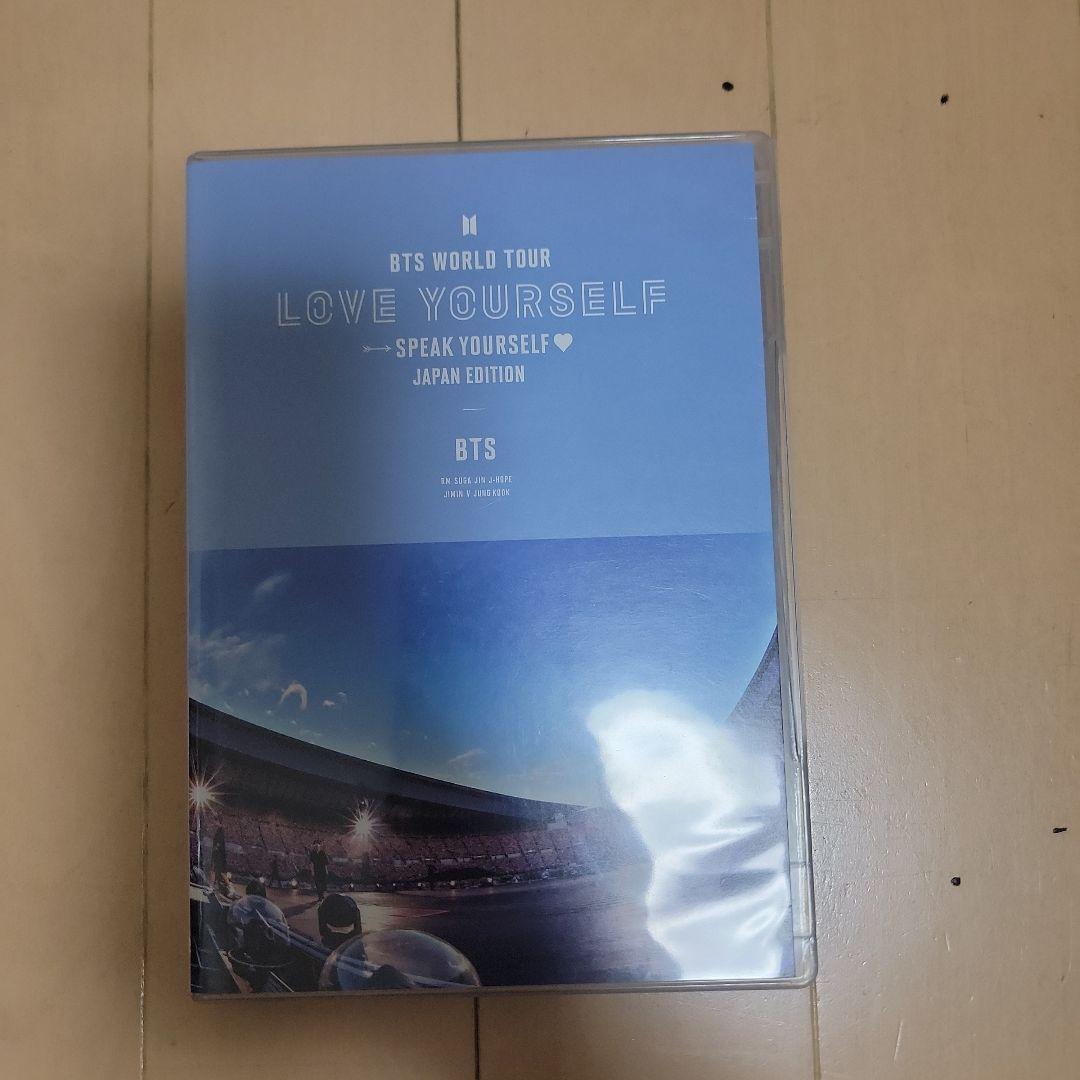 BTS WORLD TOUR
LOVE YOURSELF
SPEAK YOURSELF
JAPAN EDITION
BTS
RM SUGA JIN J-HOPE
JIMIN V JUNG KOOK